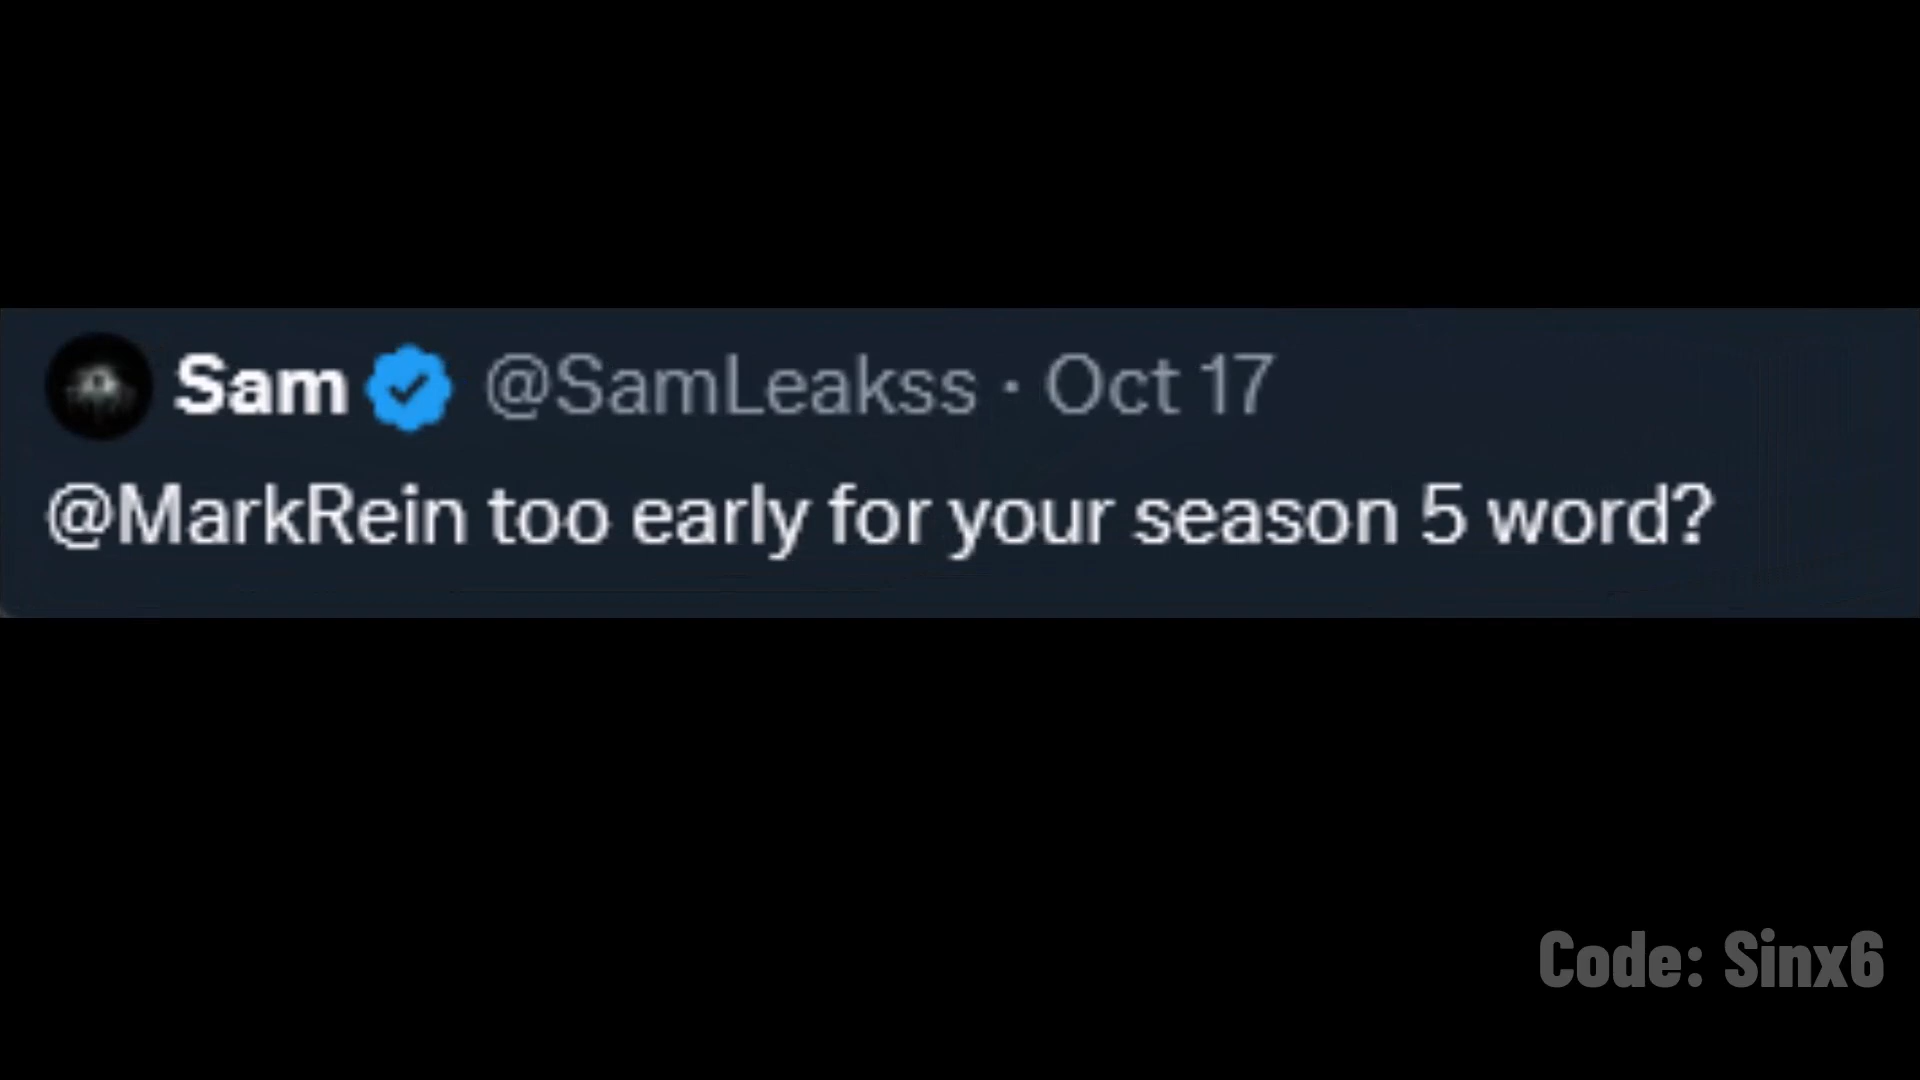 Sam @SamLeakss · Oct 17
@MarkRein too early for your season 5 word?
Code: Sinx6